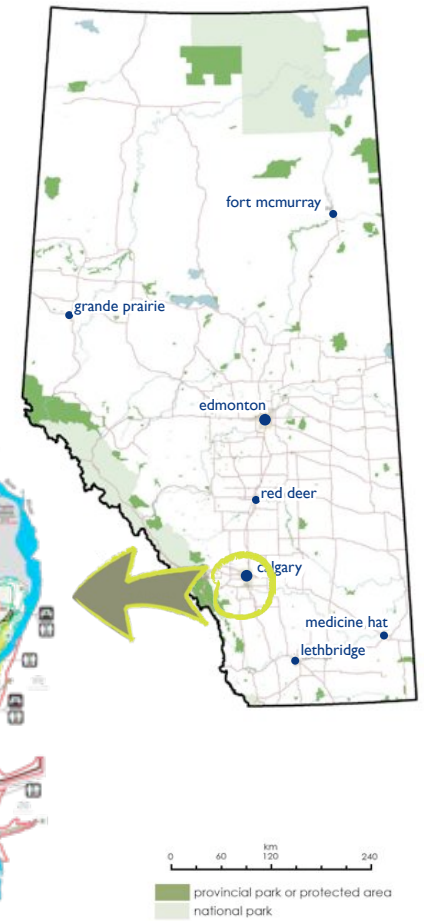 fort mcmurray
grande prairie
edmonton
red deer
calgary
medicine hat
lethbridge
km
0 60 120 240
provincial park or protected area
national park